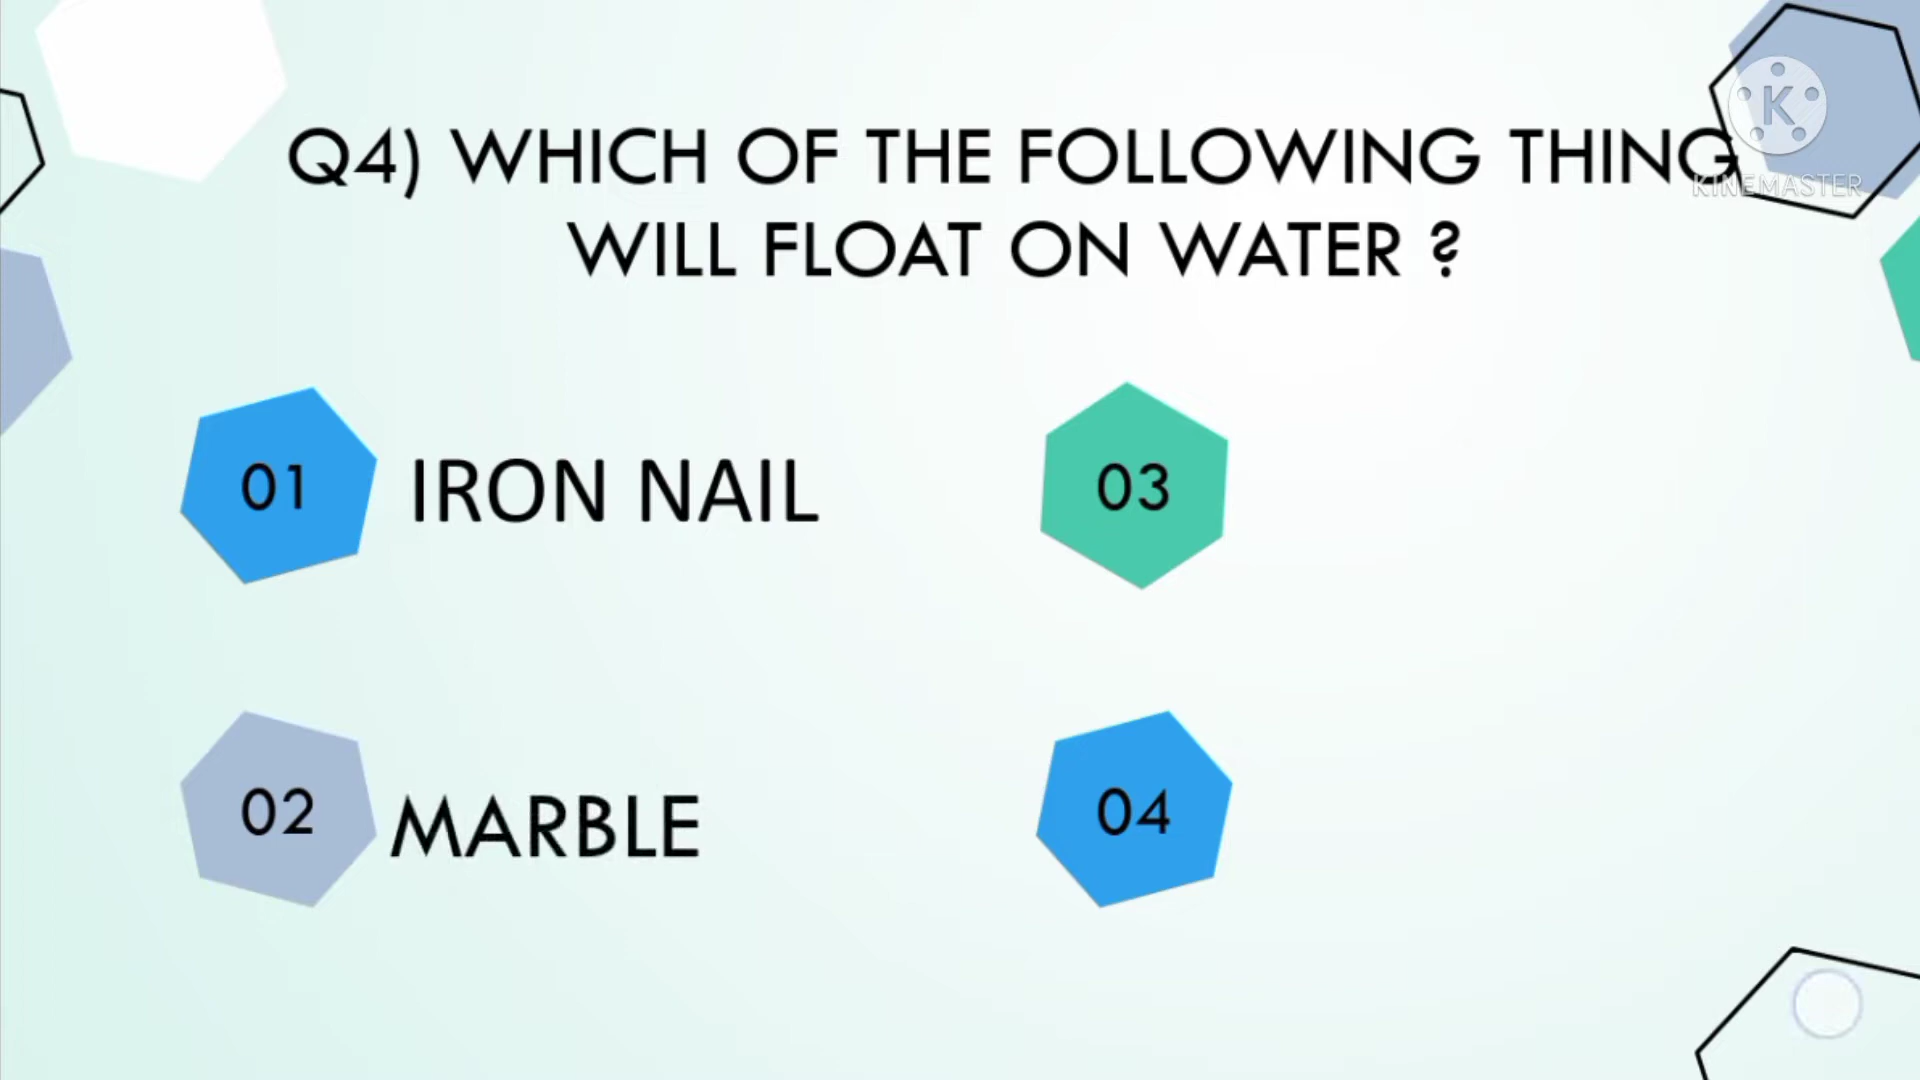 Q4) WHICH OF THE FOLLOWING THING
WILL FLOAT ON WATER ?
K
KINEMASTER
01 IRON NAIL
03
02 MARBLE
04